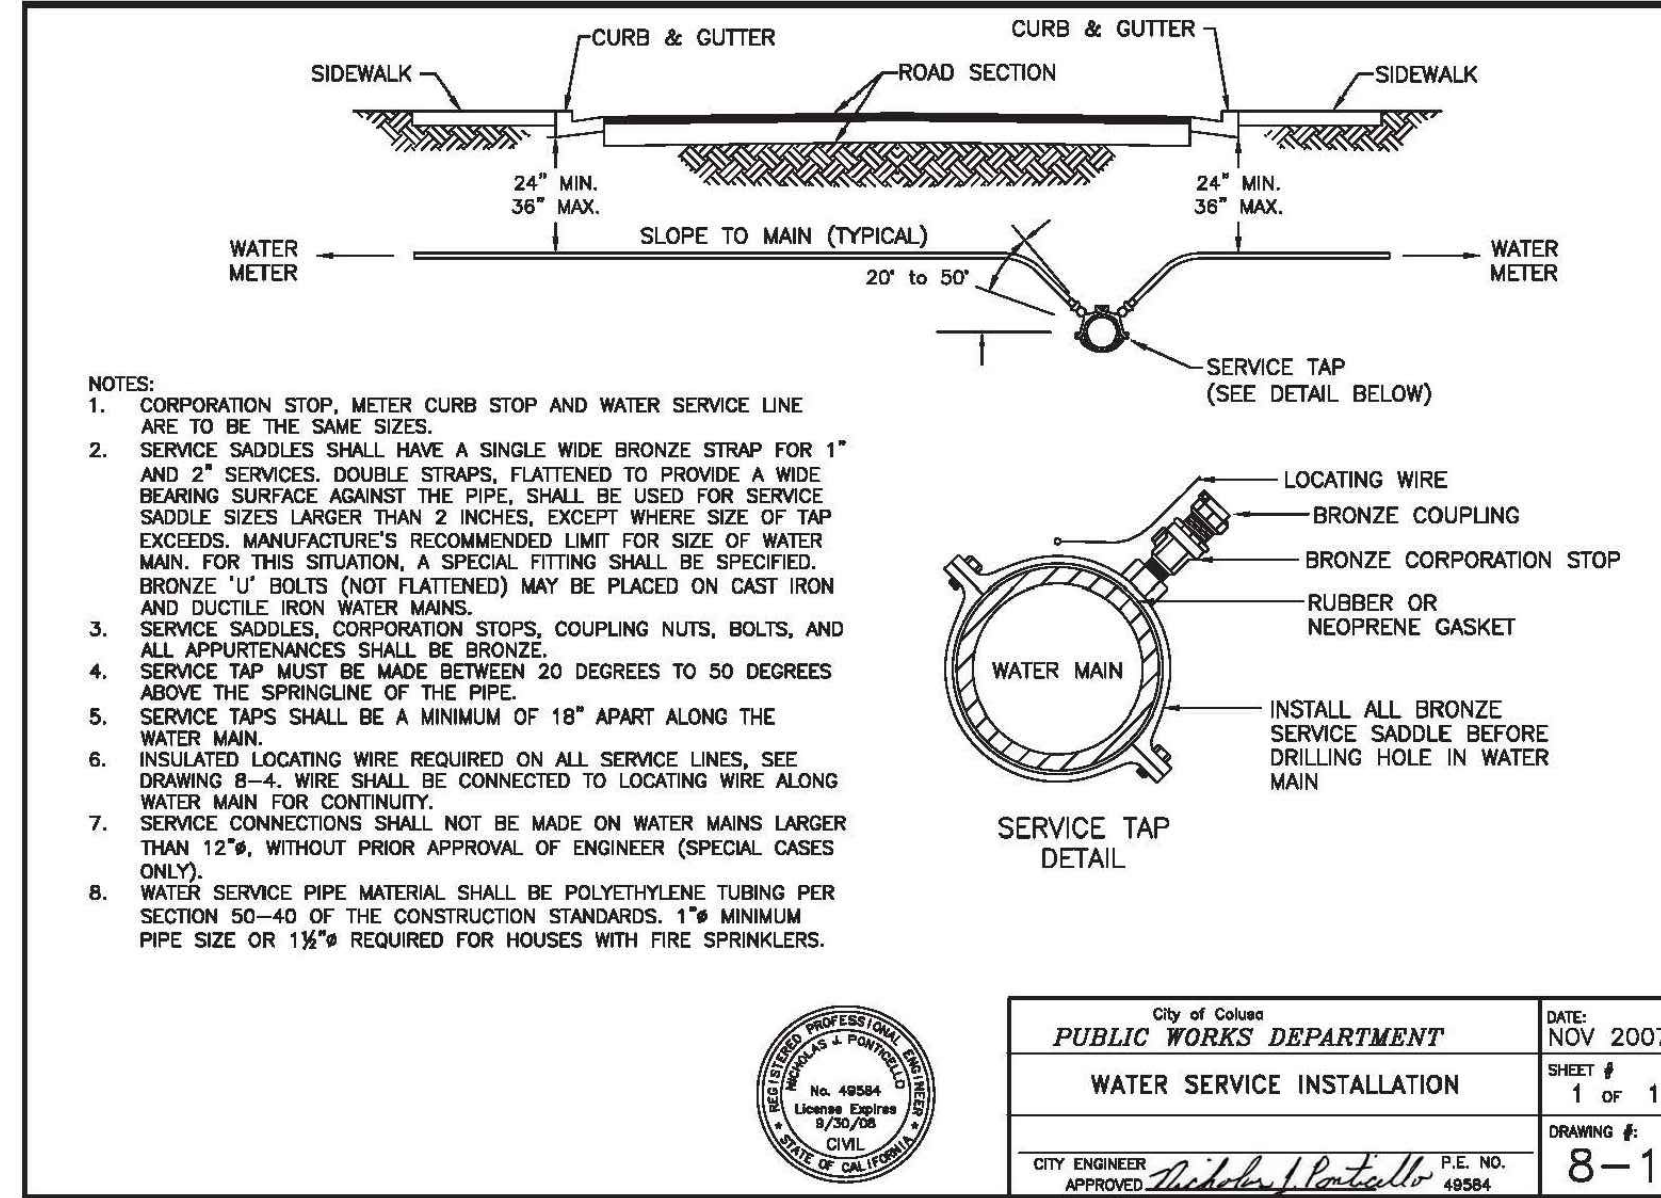 CURB & GUTTER
CURB & GUTTER
SIDEWALK
ROAD SECTION
SIDEWALK
24" MIN.
36" MAX.
24" MIN.
36" MAX.
WATER
METER
SLOPE TO MAIN (TYPICAL)
WATER
METER
20° to 50°
SERVICE TAP
(SEE DETAIL BELOW)
NOTES:
1. CORPORATION STOP, METER CURB STOP AND WATER SERVICE LINE
ARE TO BE THE SAME SIZES.
2. SERVICE SADDLES SHALL HAVE A SINGLE WIDE BRONZE STRAP FOR 1"
AND 2" SERVICES. DOUBLE STRAPS, FLATTENED TO PROVIDE A WIDE
BEARING SURFACE AGAINST THE PIPE, SHALL BE USED FOR SERVICE
SADDLE SIZES LARGER THAN 2 INCHES, EXCEPT WHERE SIZE OF TAP
EXCEEDS. MANUFACTURE'S RECOMMENDED LIMIT FOR SIZE OF WATER
MAIN. FOR THIS SITUATION, A SPECIAL FITTING SHALL BE SPECIFIED.
BRONZE 'U' BOLTS (NOT FLATTENED) MAY BE PLACED ON CAST IRON
AND DUCTILE IRON WATER MAINS.
3. SERVICE SADDLES, CORPORATION STOPS, COUPLING NUTS, BOLTS, AND
ALL APPURTENANCES SHALL BE BRONZE.
4. SERVICE TAP MUST BE MADE BETWEEN 20 DEGREES TO 50 DEGREES
ABOVE THE SPRINGLINE OF THE PIPE.
5. SERVICE TAPS SHALL BE A MINIMUM OF 18" APART ALONG THE
WATER MAIN.
6. INSULATED LOCATING WIRE REQUIRED ON ALL SERVICE LINES, SEE
DRAWING 8-4. WIRE SHALL BE CONNECTED TO LOCATING WIRE ALONG
WATER MAIN FOR CONTINUITY.
7. SERVICE CONNECTIONS SHALL NOT BE MADE ON WATER MAINS LARGER
THAN 12"ø, WITHOUT PRIOR APPROVAL OF ENGINEER (SPECIAL CASES
ONLY).
8. WATER SERVICE PIPE MATERIAL SHALL BE POLYETHYLENE TUBING PER
SECTION 50-40 OF THE CONSTRUCTION STANDARDS. 1"ø MINIMUM
PIPE SIZE OR 1½"ø REQUIRED FOR HOUSES WITH FIRE SPRINKLERS.
LOCATING WIRE
BRONZE COUPLING
BRONZE CORPORATION STOP
RUBBER OR
NEOPRENE GASKET
WATER MAIN
INSTALL ALL BRONZE
SERVICE SADDLE BEFORE
DRILLING HOLE IN WATER
MAIN
SERVICE TAP
DETAIL
REGISTERED PROFESSIONAL ENGINEER
NICHOLAS J. PONTICELLO
No. 49584
License Expires
9/30/08
CIVIL
STATE OF CALIFORNIA
City of Colusa
PUBLIC WORKS DEPARTMENT
WATER SERVICE INSTALLATION
CITY ENGINEER
APPROVED Nicholas J. Ponticello
P.E. NO.
49584
DATE:
NOV 2007
SHEET #
1 OF 1
DRAWING #:
8-1